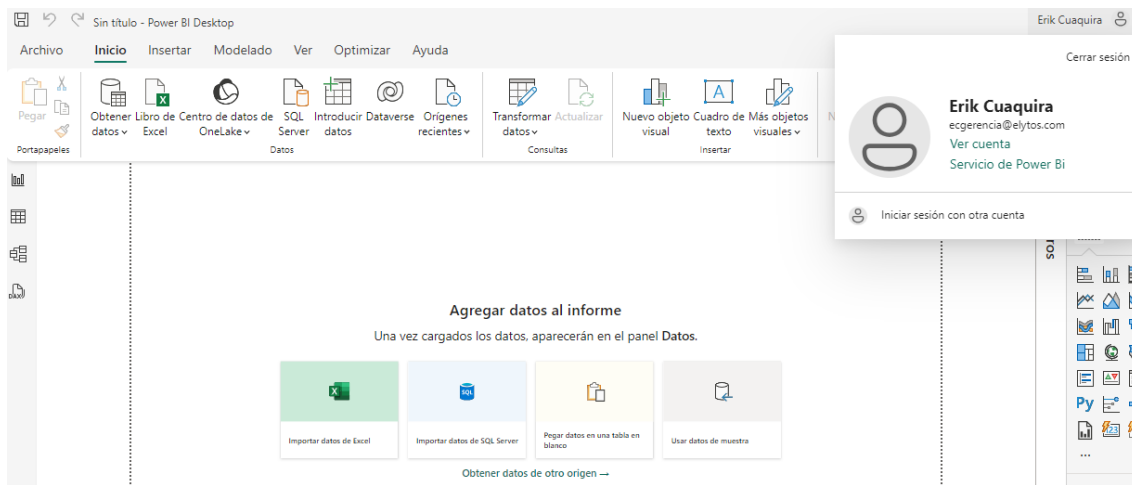 Sin título - Power BI Desktop
Erik Cuaquira
Archivo Inicio Insertar Modelado Ver Optimizar Ayuda
Cerrar sesión
Pegar
Obtener datos
Libro de Excel
Centro de datos de OneLake
SQL Server
Introducir datos
Dataverse
Orígenes recientes
Transformar datos
Actualizar
Nuevo objeto visual
Cuadro de texto
Más objetos visuales
N
Portapapeles
Datos
Consultas
Insertar
Erik Cuaquira
ecgerencia@elytos.com
Ver cuenta
Servicio de Power Bi
Iniciar sesión con otra cuenta
Agregar datos al informe
Una vez cargados los datos, aparecerán en el panel Datos.
SQL
Importar datos de Excel
Importar datos de SQL Server
Pegar datos en una tabla en
blanco
Usar datos de muestra
Obtener datos de otro origen →
Py
123
...